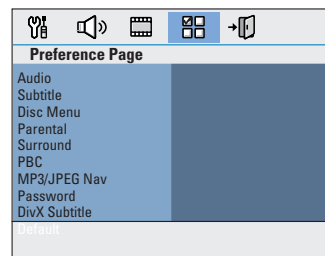 Preference Page
Audio
Subtitle
Disc Menu
Parental
Surround
PBC
MP3/JPEG Nav
Password
DivX Subtitle
Default